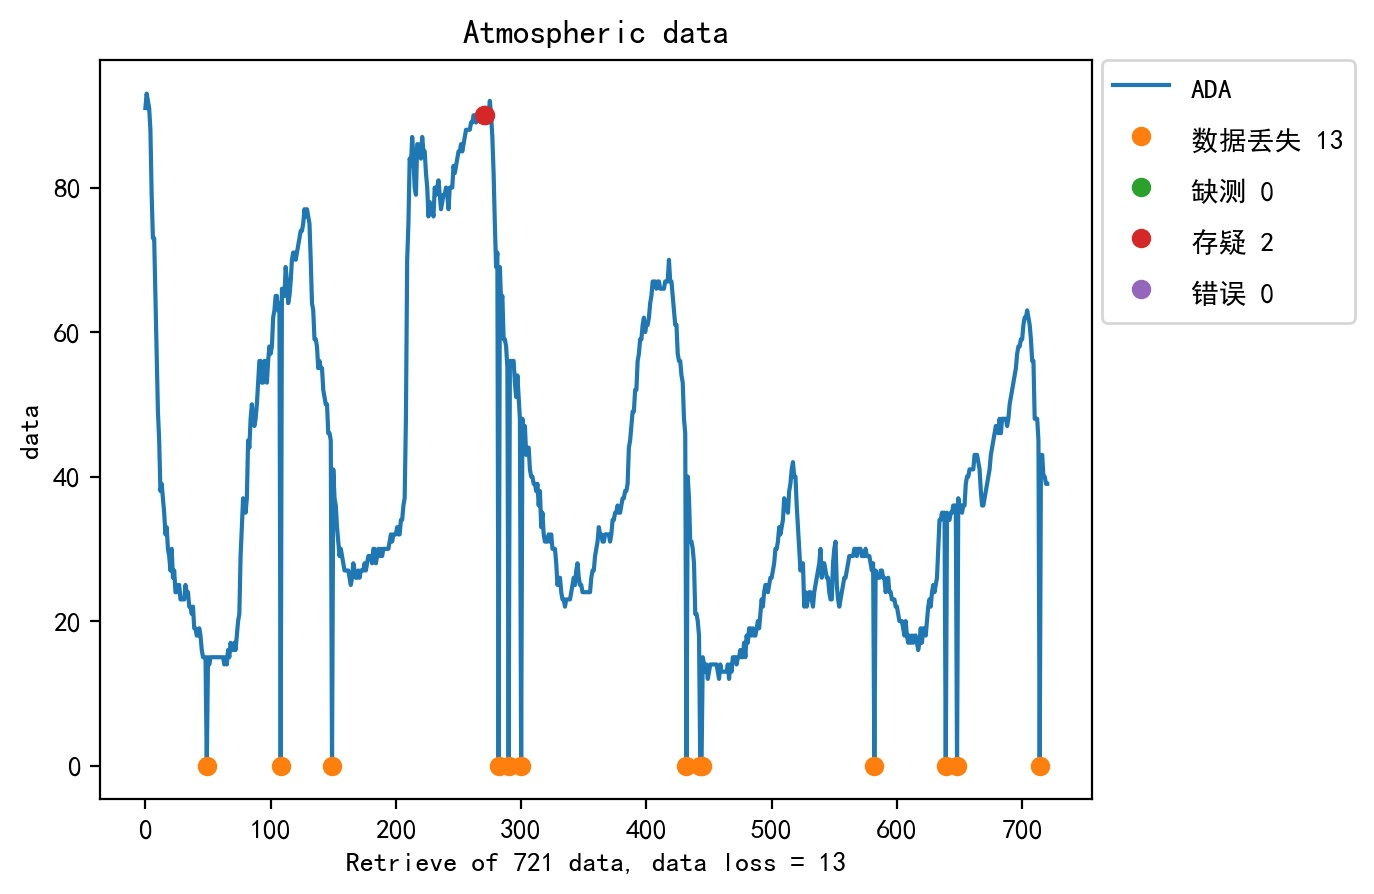 Atmospheric data
ADA
数据丢失 13
缺测 0
存疑 2
错误 0
data
80
60
40
20
0
0 100 200 300 400 500 600 700
Retrieve of 721 data, data loss = 13